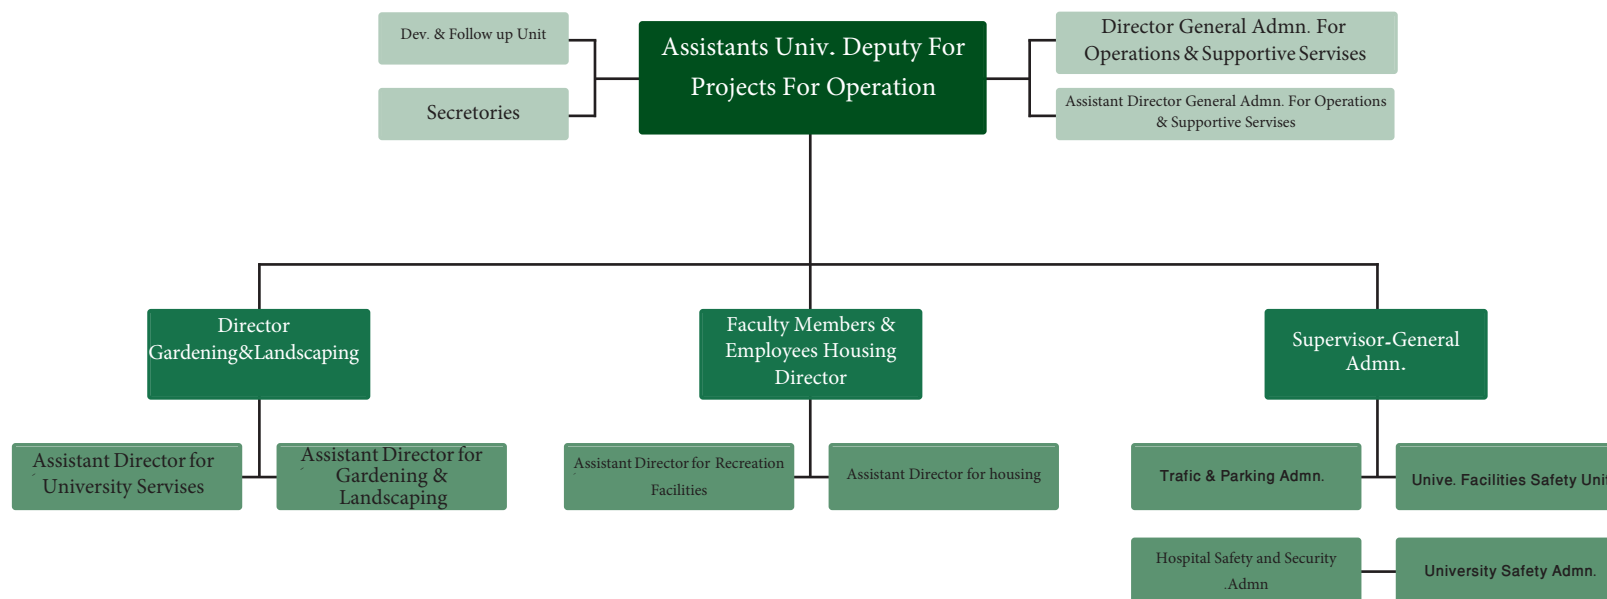 Dev. & Follow up Unit
Secretories
Assistants Univ. Deputy For
Projects For Operation
Director General Admn. For
Operations & Supportive Servises
Assistant Director General Admn. For Operations
& Supportive Servises
Director
Gardening&Landscaping
Faculty Members &
Employees Housing
Director
Supervisor-General
Admn.
Assistant Director for
University Servises
Assistant Director for
Gardening &
Landscaping
Assistant Director for Recreation
Facilities
Assistant Director for housing
Trafic & Parking Admn.
Unive. Facilities Safety Unit
Hospital Safety and Security
.Admn
University Safety Admn.